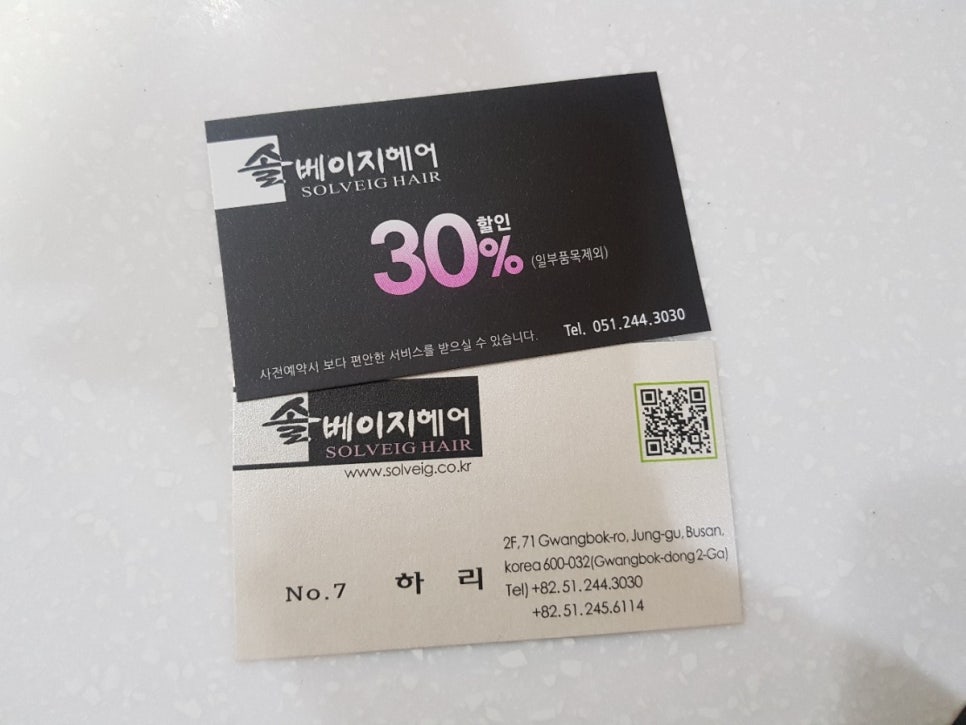 솔베이지헤어
SOLVEIG HAIR
30% 할인
(일부품목제외)
사전예약시 보다 편안한 서비스를 받으실 수 있습니다.
Tel. 051.244.3030
솔베이지헤어
SOLVEIG HAIR
www.solveig.co.kr
No.7 하 리
2F, 71 Gwangbok-ro, Jung-gu, Busan,
korea 600-032(Gwangbok-dong 2-Ga)
Tel) +82. 51. 244. 3030
+82. 51. 245. 6114